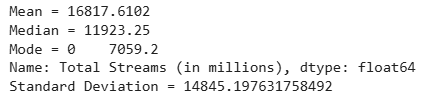 Mean = 16817.6102
Median = 11923.25
Mode = 0    7059.2
Name: Total Streams (in millions), dtype: float64
Standard Deviation = 14845.197631758492